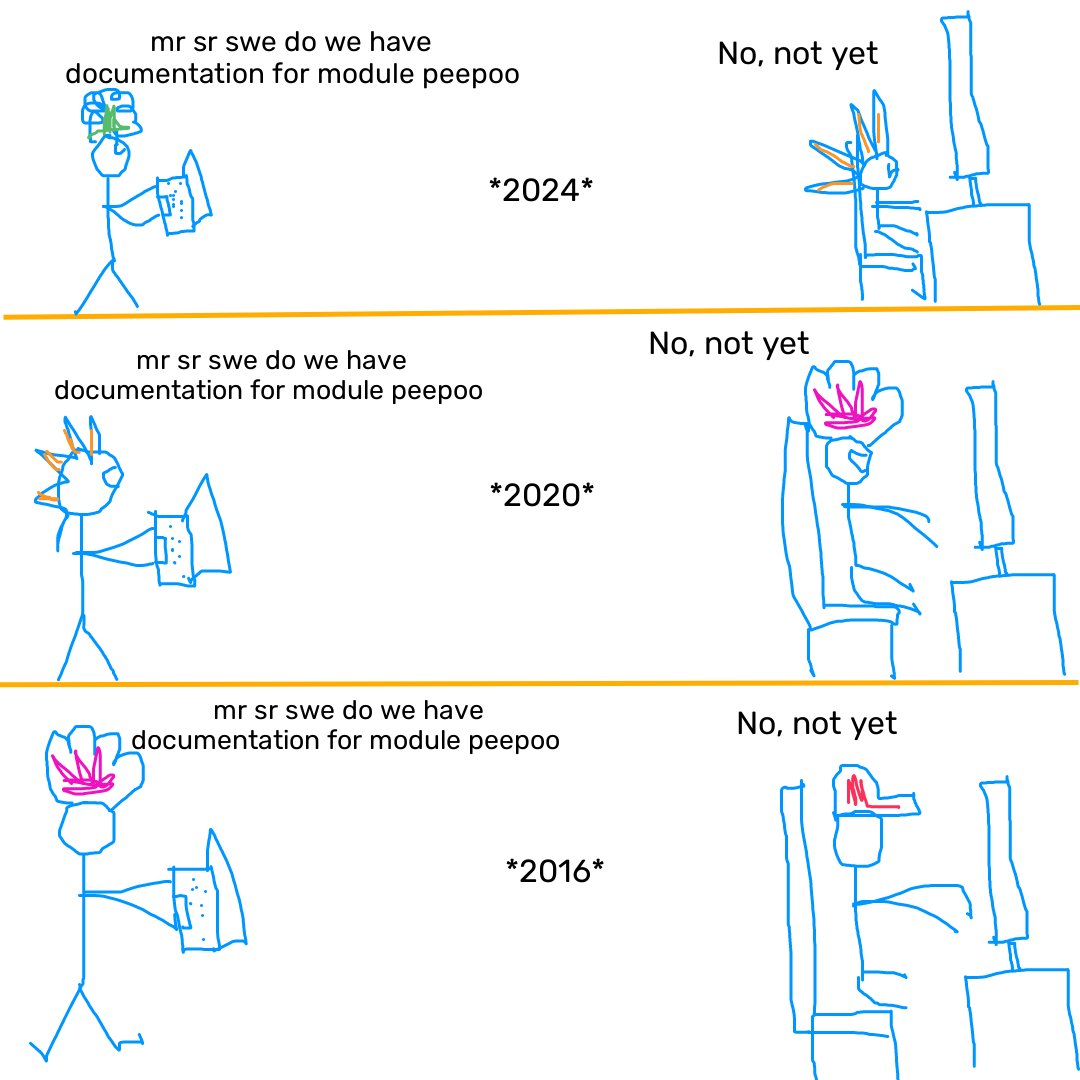 mr sr swe do we have
documentation for module peepoo
No, not yet
*2024*
mr sr swe do we have
documentation for module peepoo
No, not yet
*2020*
mr sr swe do we have
documentation for module peepoo
No, not yet
*2016*